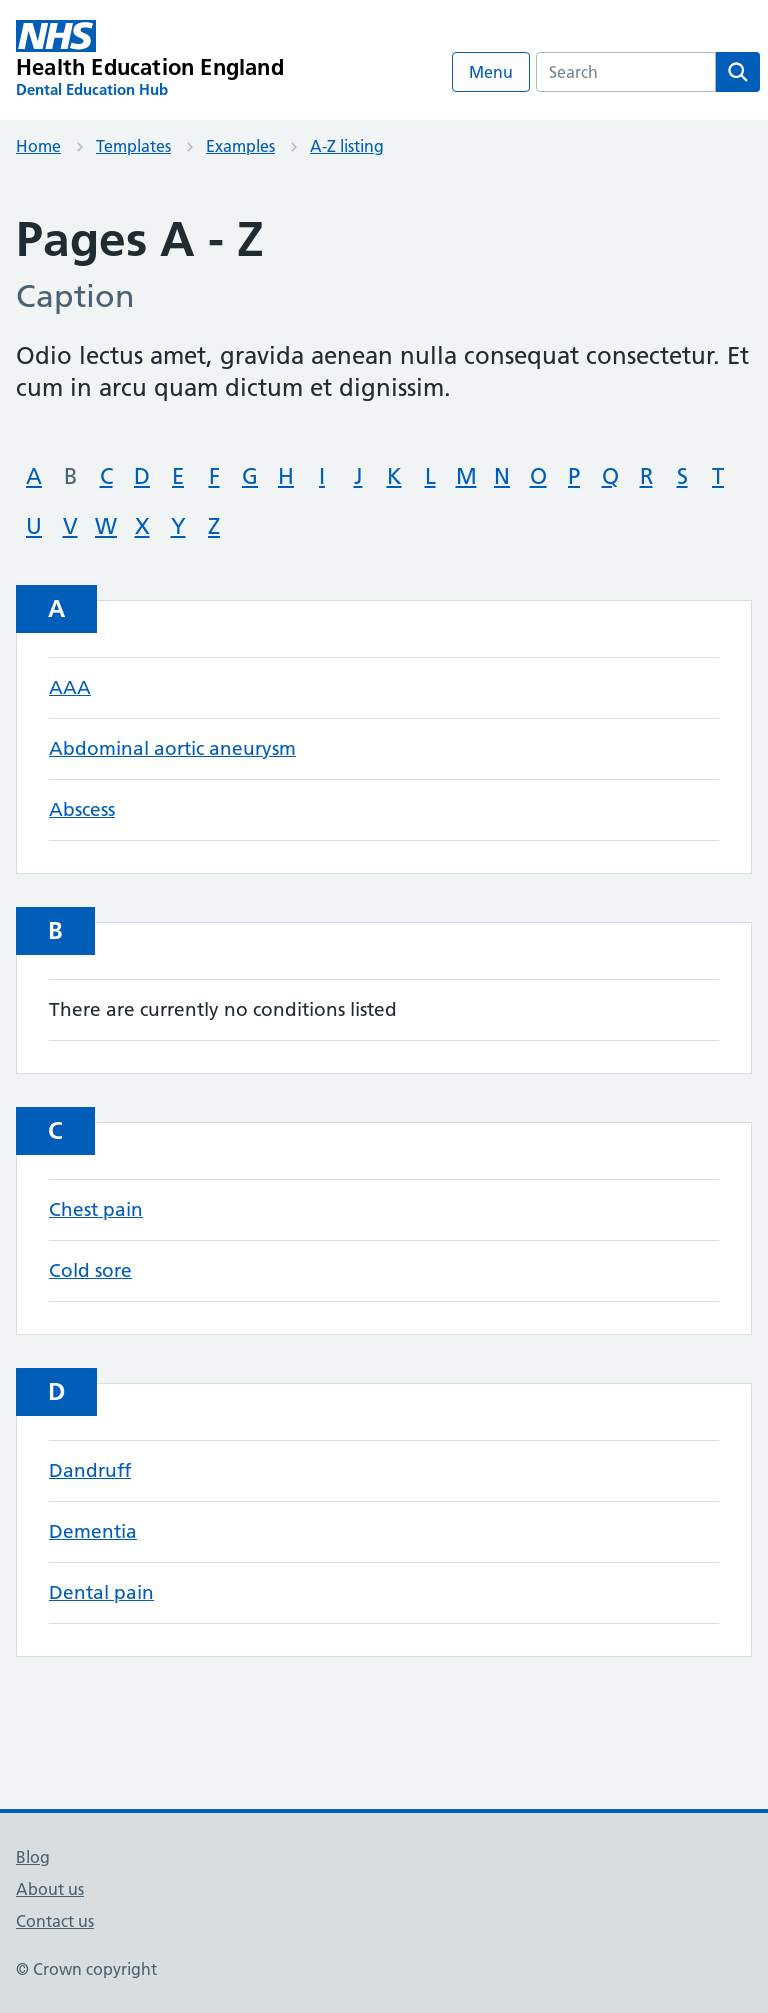 NHS
Health Education England
Dental Education Hub
Menu
Search
Home Templates Examples A-Z listing
Pages A - Z
Caption
Odio lectus amet, gravida aenean nulla consequat consectetur. Et
cum in arcu quam dictum et dignissim.
A B C D E F G H I J K L M N O P Q R S T
U V W X Y Z
A
AAA
Abdominal aortic aneurysm
Abscess
B
There are currently no conditions listed
C
Chest pain
Cold sore
D
Dandruff
Dementia
Dental pain
Blog
About us
Contact us
© Crown copyright